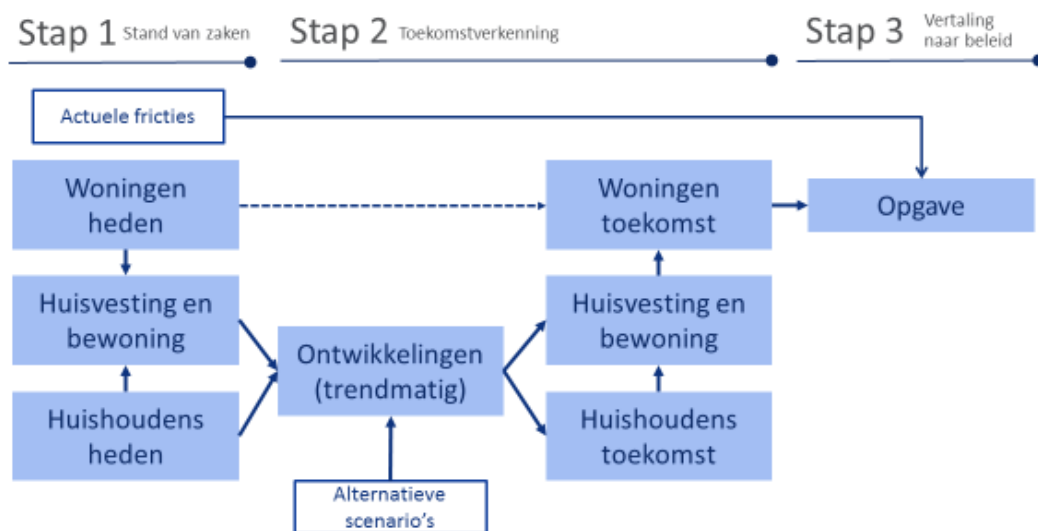 Stap 1 Stand van zaken
Stap 2 Toekomstverkenning
Stap 3 Vertaling
naar beleid
Actuele fricties
Woningen
heden
Woningen
toekomst
Opgave
Huisvesting en
bewoning
Huisvesting en
bewoning
Ontwikkelingen
(trendmatig)
Huishoudens
heden
Huishoudens
toekomst
Alternatieve
scenario's